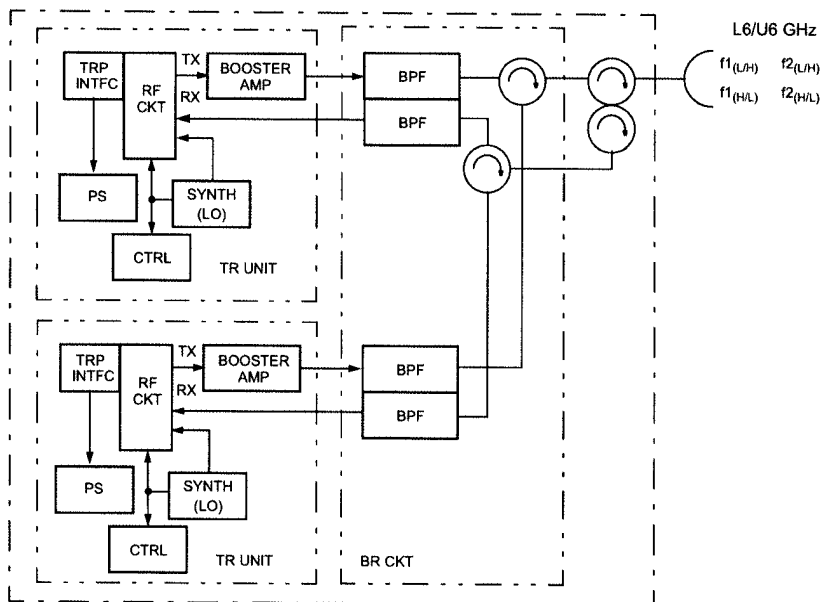 L6/U6 GHz
f1(L/H) f2(L/H)
f1(H/L) f2(H/L)
TRP
INTFC
RF
CKT
TX
RX
BOOSTER
AMP
BPF
BPF
PS
SYNTH
(LO)
CTRL
TR UNIT
TRP
INTFC
RF
CKT
TX
RX
BOOSTER
AMP
BPF
BPF
PS
SYNTH
(LO)
CTRL
TR UNIT
BR CKT